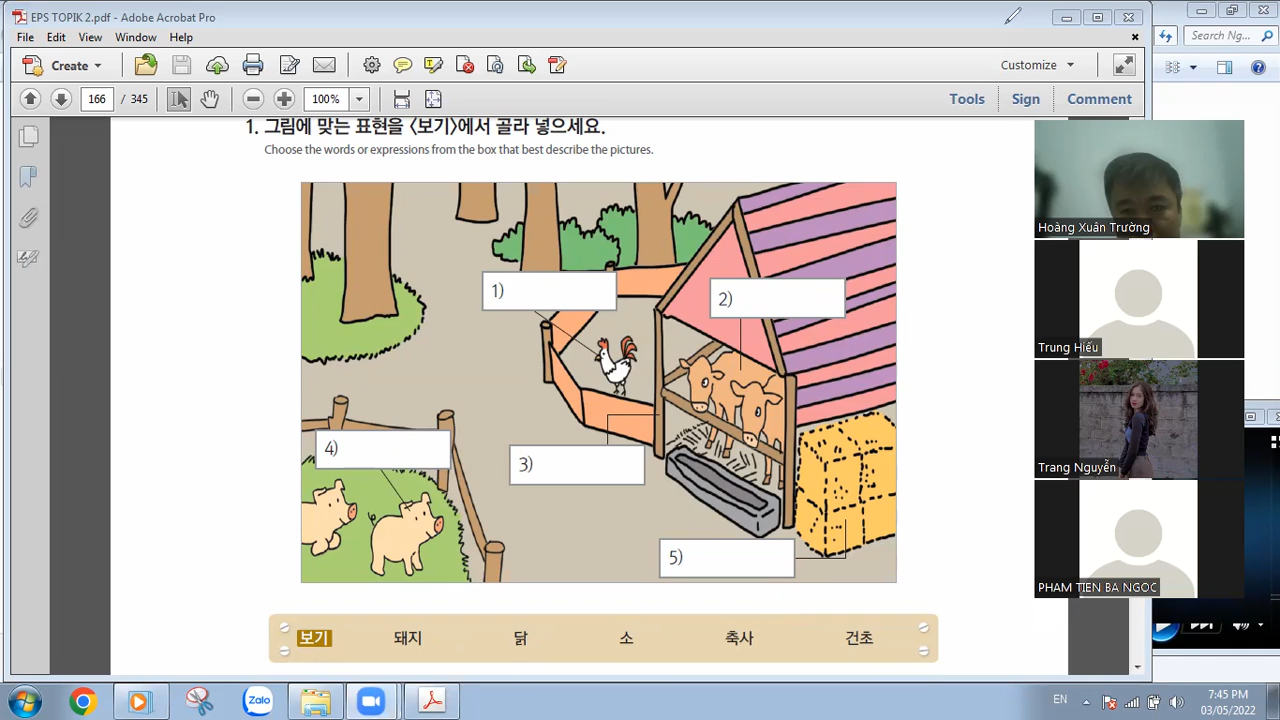 EPS TOPIK 2.pdf - Adobe Acrobat Pro
File Edit View Window Help
Search Ng...
Create
Customize
166 / 345
100%
Tools Sign Comment
1. 그림에 맞는 표현을 <보기>에서 골라 넣으세요.
Choose the words or expressions from the box that best describe the pictures.
1)
2)
3)
4)
5)
보기 돼지 닭 소 축사 건초
Hoàng Xuân Trường
Trung Hiếu
Trang Nguyễn
PHAM TIEN BA NGOC
Zalo
EN
7:45 PM
03/05/2022